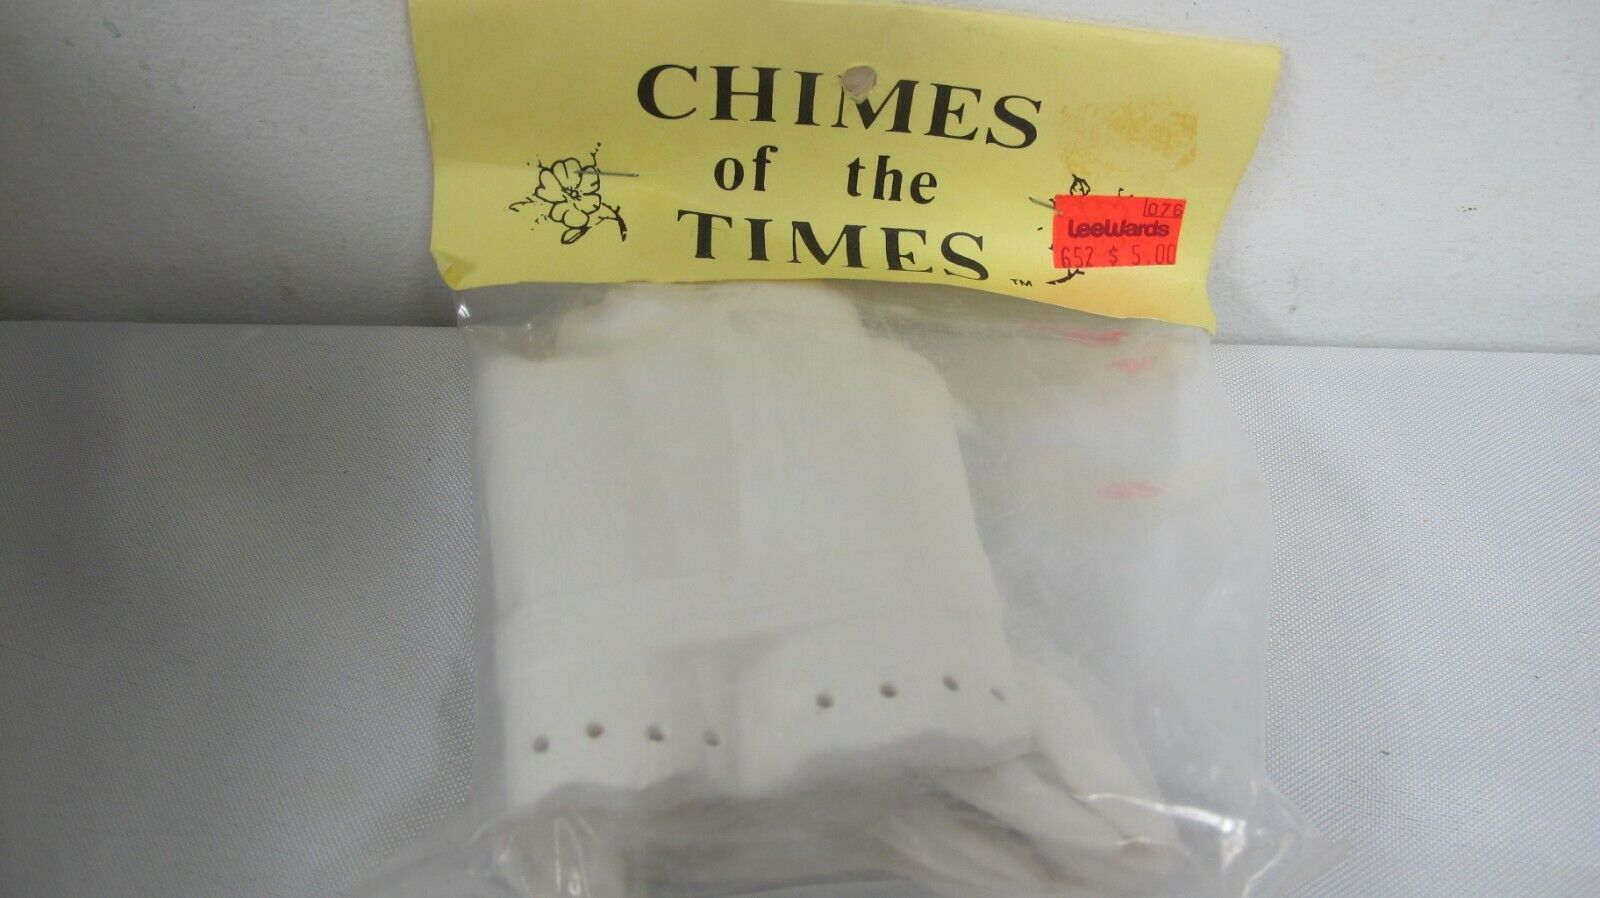 CHIMES
of the
TIMES
TM
076
LeeWards
652 $ 5.00